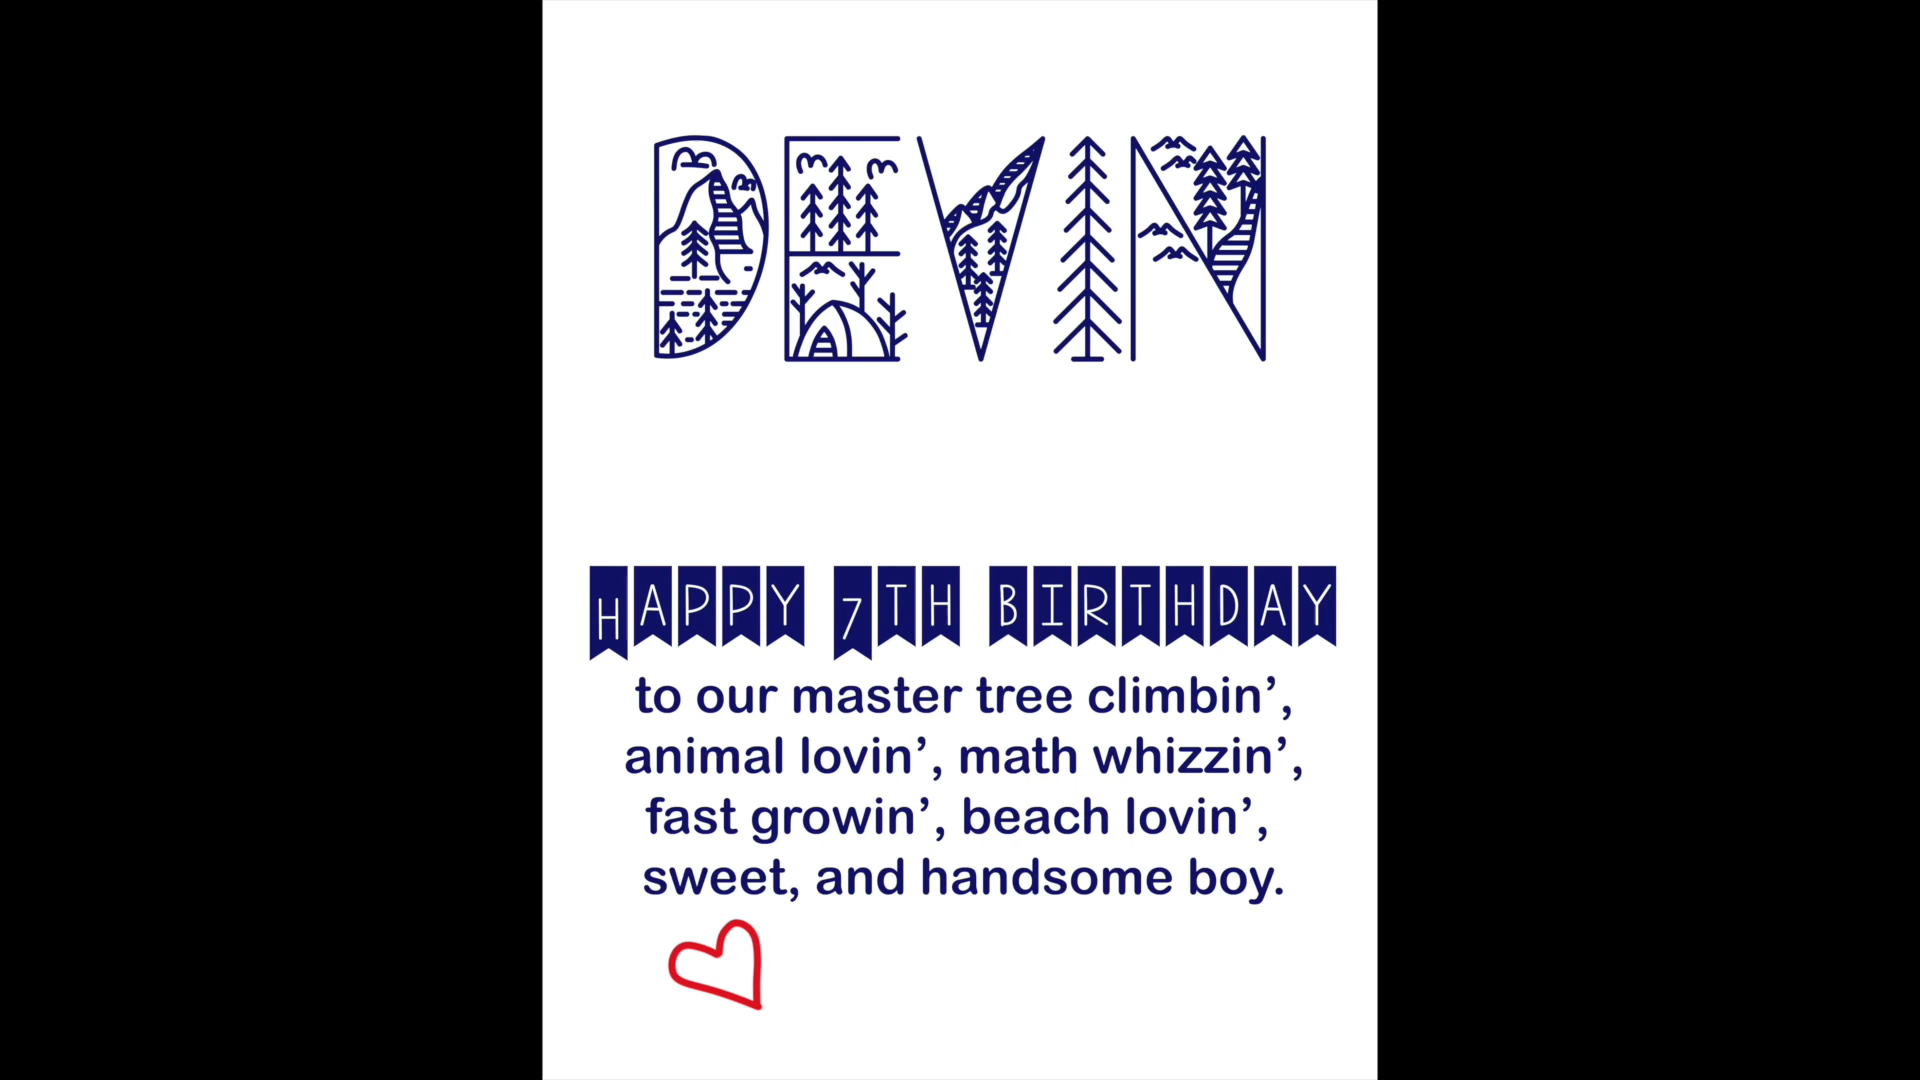 DEVIN
HAPPY 7TH BIRTHDAY
to our master tree climbin’,
animal lovin’, math whizzin’,
fast growin’, beach lovin’,
sweet, and handsome boy.